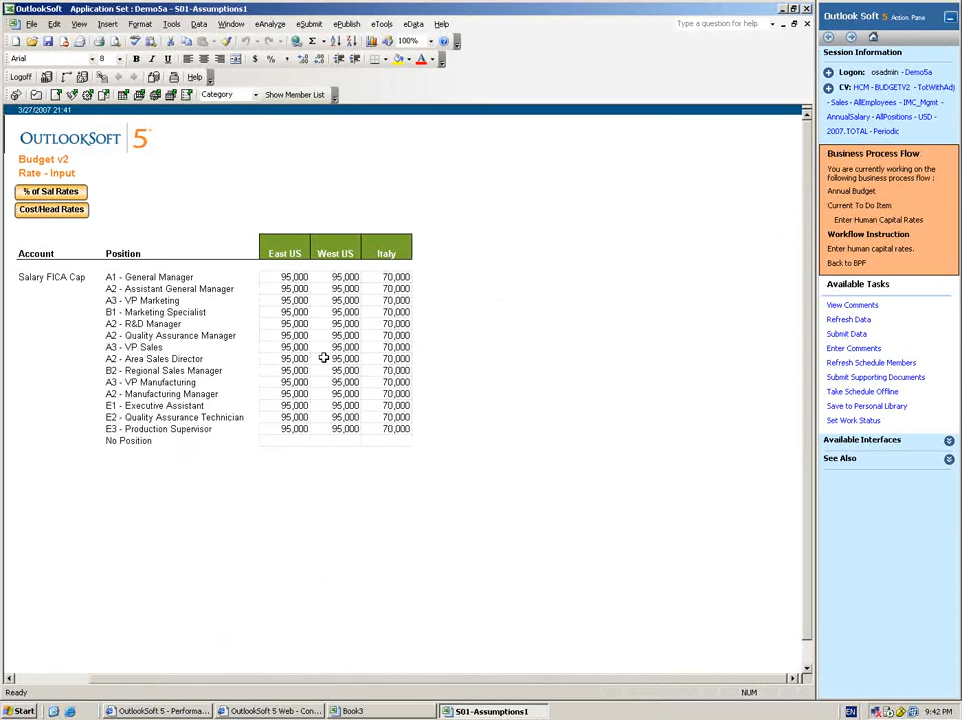 OutlookSoft Application Set : Demo5a - S01-Assumptions1
File Edit View Insert Format Tools Data Window eAnalyze eSubmit ePublish eTools eData Help Type a question for help
Σ 100%
Arial 8 B I U $ % , A
Logoff Help
Category Show Member List
3/27/2007 21:41
OUTLOOKSOFT 5
Budget v2
Rate - Input
% of Sal Rates
Cost/Head Rates
Account Position East US West US Italy
Salary FICA Cap A1 - General Manager 95,000 95,000 70,000
A2 - Assistant General Manager 95,000 95,000 70,000
A3 - VP Marketing 95,000 95,000 70,000
B1 - Marketing Specialist 95,000 95,000 70,000
A2 - R&D Manager 95,000 95,000 70,000
A2 - Quality Assurance Manager 95,000 95,000 70,000
A3 - VP Sales 95,000 95,000 70,000
A2 - Area Sales Director 95,000 95,000 70,000
B2 - Regional Sales Manager 95,000 95,000 70,000
A3 - VP Manufacturing 95,000 95,000 70,000
A2 - Manufacturing Manager 95,000 95,000 70,000
E1 - Executive Assistant 95,000 95,000 70,000
E2 - Quality Assurance Technician 95,000 95,000 70,000
E3 - Production Supervisor 95,000 95,000 70,000
No Position
Outlook Soft 5 Action Pane
Session Information
Logon: osadmin - Demo5a
CV: HCM - BUDGETV2 - TotWithAdj
- Sales - AllEmployees - IMC_Mgmt -
AnnualSalary - AllPositions - USD -
2007.TOTAL - Periodic
Business Process Flow
You are currently working on the
following business process flow :
Annual Budget
Current To Do Item
Enter Human Capital Rates
Workflow Instruction
Enter human capital rates.
Back to BPF
Available Tasks
View Comments
Refresh Data
Submit Data
Enter Comments
Refresh Schedule Members
Submit Supporting Documents
Take Schedule Offline
Save to Personal Library
Set Work Status
Available Interfaces
See Also
Ready NUM
Start OutlookSoft 5 - Performa... OutlookSoft 5 Web - Con... Book3 S01-Assumptions1 EN 9:42 PM